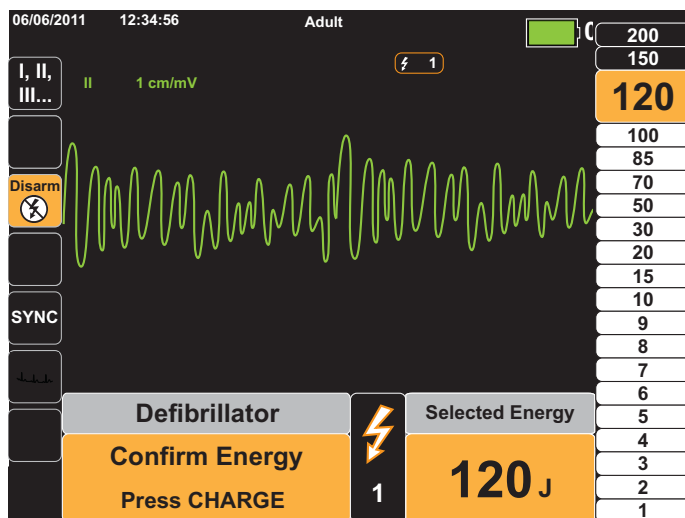 06/06/2011 12:34:56 Adult
1
I, II,
III...
II 1 cm/mV
Disarm
SYNC
Defibrillator
Confirm Energy
Press CHARGE
1
Selected Energy
120 J
200
150
120
100
85
70
50
30
20
15
10
9
8
7
6
5
4
3
2
1